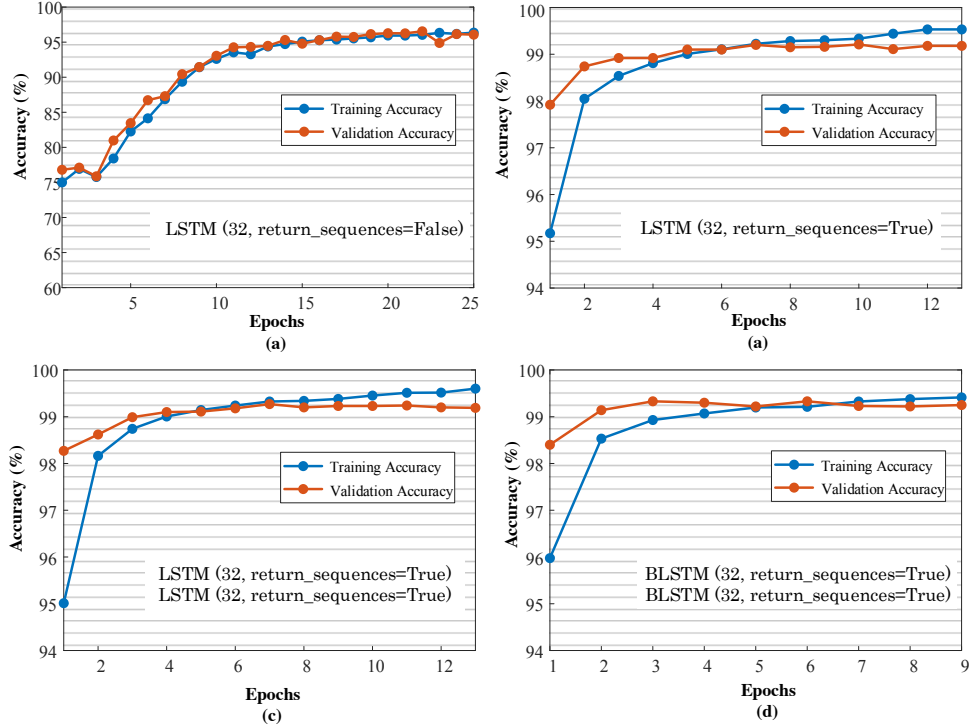 100
95
90
85
80
75
70
65
60
Accuracy (%)
Training Accuracy
Validation Accuracy
LSTM (32, return_sequences=False)
5 10 15 20 25
Epochs
(a)
100
99
98
97
96
95
94
Accuracy (%)
Training Accuracy
Validation Accuracy
LSTM (32, return_sequences=True)
2 4 6 8 10 12
Epochs
(a)
100
99
98
97
96
95
94
Accuracy (%)
Training Accuracy
Validation Accuracy
LSTM (32, return_sequences=True)
LSTM (32, return_sequences=True)
2 4 6 8 10 12
Epochs
(c)
100
99
98
97
96
95
94
Accuracy (%)
Training Accuracy
Validation Accuracy
BLSTM (32, return_sequences=True)
BLSTM (32, return_sequences=True)
1 2 3 4 5 6 7 8 9
Epochs
(d)